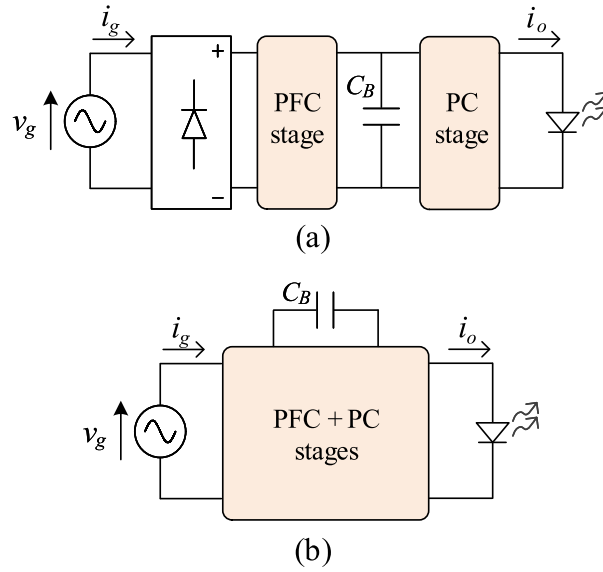 i_g
i_o
+
PFC
stage
C_B
PC
stage
v_g
−
(a)
C_B
i_g
i_o
PFC + PC
stages
v_g
(b)